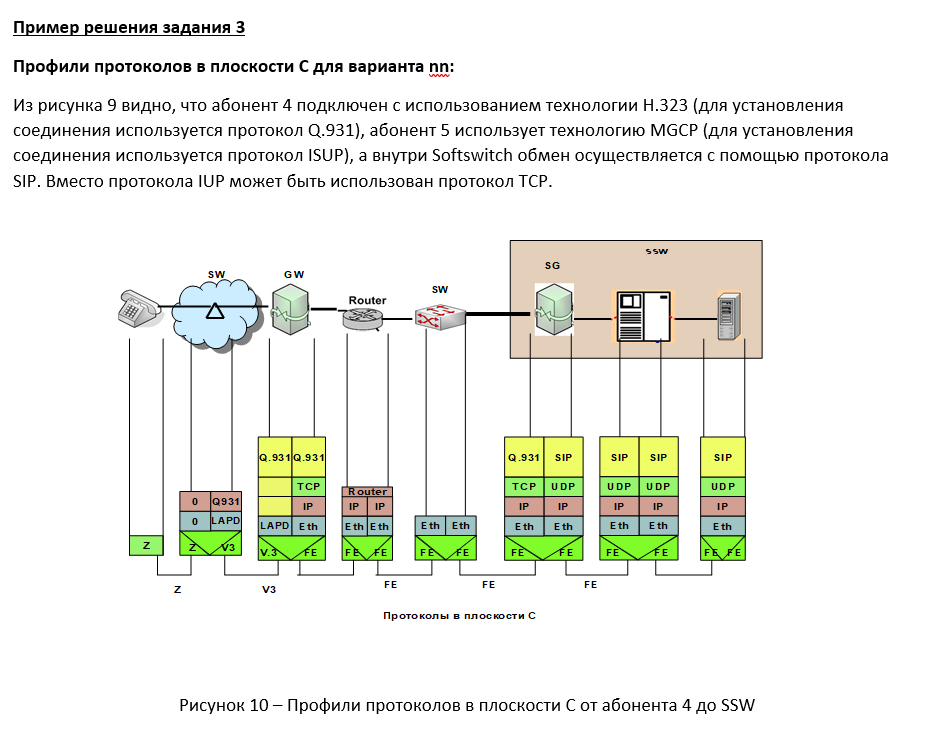 Пример решения задания 3
Профили протоколов в плоскости С для варианта nn:
Из рисунка 9 видно, что абонент 4 подключен с использованием технологии H.323 (для установления
соединения используется протокол Q.931), абонент 5 использует технологию MGCP (для установления
соединения используется протокол ISUP), а внутри Softswitch обмен осуществляется с помощью протокола
SIP. Вместо протокола IUP может быть использован протокол TCP.
SSW
SG
SW
GW
SW
Router
Q.931 Q.931
Q.931 SIP
SIP SIP
SIP
TCP
TCP UDP
UDP UDP
UDP
Router
0 Q931
IP
IP IP
IP IP
IP IP
IP
0 LAPD
LAPD Eth
Eth Eth
Eth Eth
Eth Eth
Eth Eth
Eth
Z
Z V3
V.3 FE
FE FE
FE FE
FE FE
FE FE
FE FE
Z
V3
FE
FE
FE
Протоколы в плоскости С
Рисунок 10 – Профили протоколов в плоскости С от абонента 4 до SSW